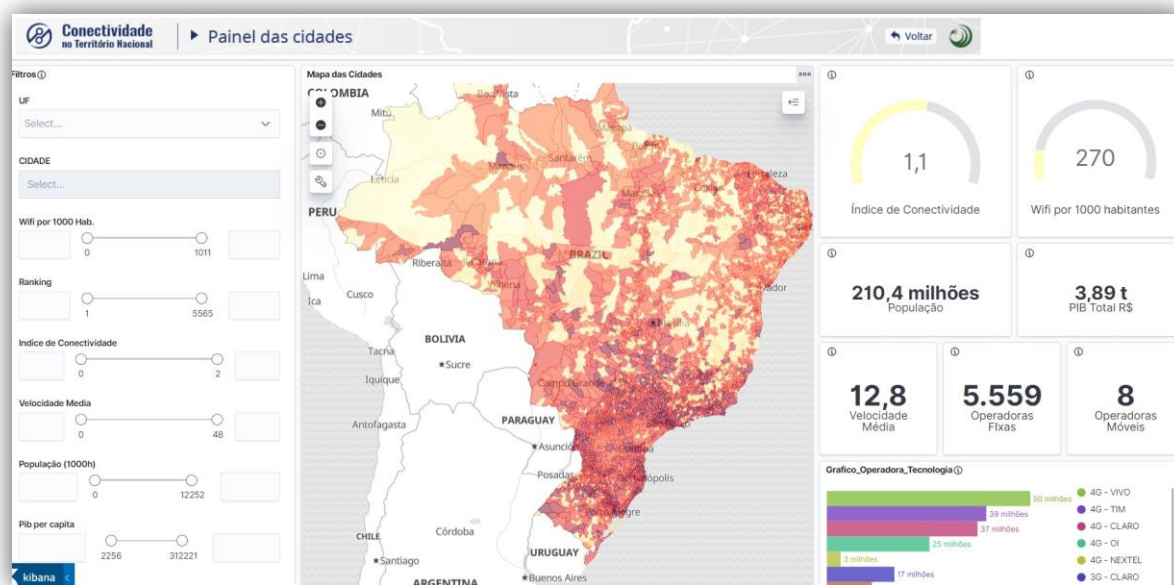 Conectividade
no Território Nacional
Painel das cidades
Voltar
Filtros
UF
Select...
CIDADE
Select...
Wifi por 1000 Hab.
0 1011
Ranking
1 5565
Indice de Conectividade
0 2
Velocidade Media
0 48
População (1000h)
0 12252
Pib per capita
2256 312221
kibana
Mapa das Cidades
COLOMBIA
Boa Vista
Mitú
Macapá
Santarém
Manaus
Fortaleza
Leticia
PERU
BRAZIL
Riberalta
Lima
Ica
Cusco
BOLIVIA
Tacna
Sucre
Iquique
Campo Grande
Antofagasta
PARAGUAY
Asunción
Curitiba
Posadas
Porto Alegre
Córdoba
CHILE
URUGUAY
Santiago
Buenos Aires
ARGENTINA
1,1
Índice de Conectividade
270
Wifi por 1000 habitantes
210,4 milhões
População
3,89 t
PIB Total R$
12,8
Velocidade
Média
5.559
Operadoras
FIxas
8
Operadoras
Móveis
Grafico_Operadora_Tecnologia
50 milhões
39 milhões
37 milhões
25 milhões
3 milhões
17 milhões
4G - VIVO
4G - TIM
4G - CLARO
4G - OI
4G - NEXTEL
3G - CLARO